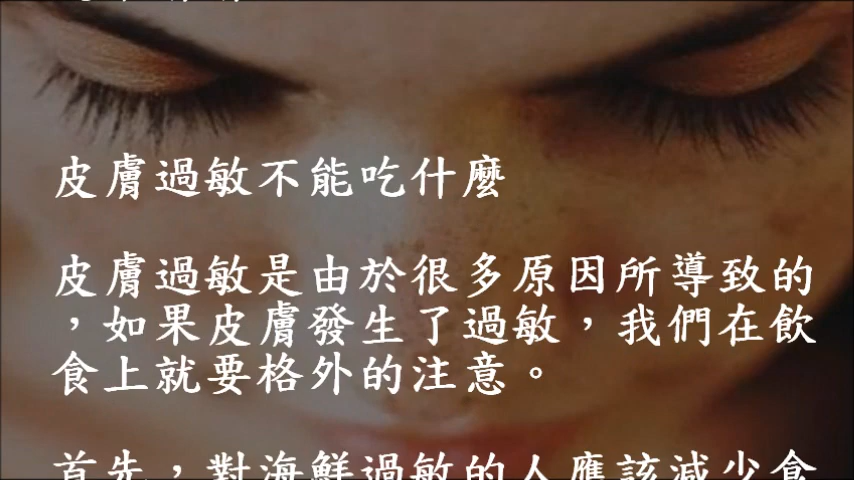 皮膚過敏不能吃什麼
皮膚過敏是由於很多原因所導致的
，如果皮膚發生了過敏，我們在飲
食上就要格外的注意。
首先，對海鮮過敏的人應該減少食